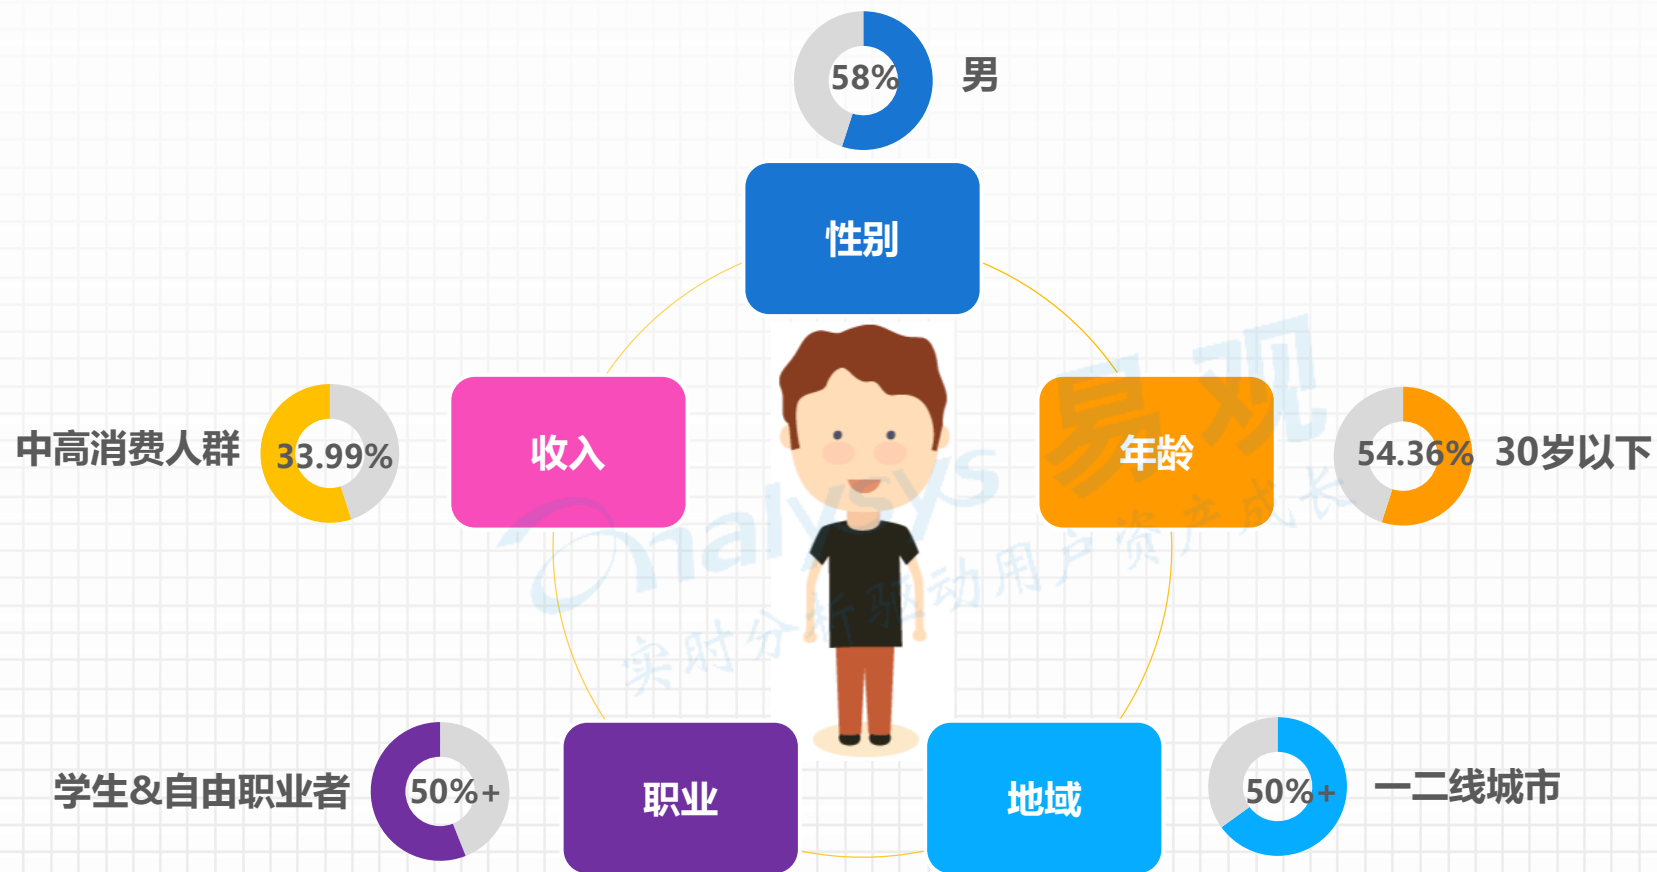 58%
男
性别
中高消费人群
33.99%
收入
年龄
54.36%
30岁以下
学生&自由职业者
50%+
职业
地域
50%+
一二线城市
analysys 易观
实时分析驱动用户资产成长